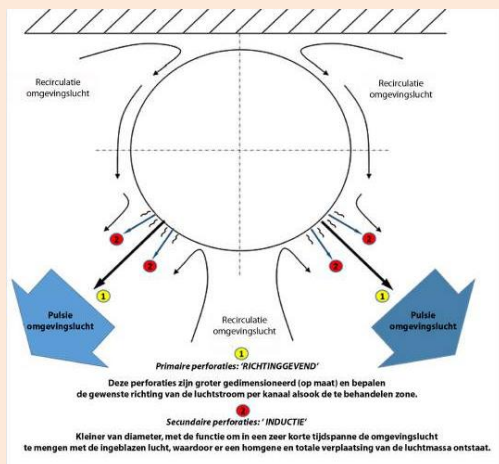 Recirculatie
omgevingslucht
Recirculatie
omgevingslucht
2
2
2
2
1
1
Pulsie
omgevingslucht
Recirculatie
omgevingslucht
Pulsie
omgevingslucht
1
Primaire perforaties: 'RICHTINGGEVEND'
Deze perforaties zijn groter gedimensioneerd (op maat) en bepalen
de gewenste richting van de luchtstroom per kanaal alsook de te behandelen zone.
2
Secundaire perforaties: ' INDUCTIE'
Kleiner van diameter, met de functie om in een zeer korte tijdspanne de omgevingslucht
te mengen met de ingeblazen lucht, waardoor er een homgene en totale verplaatsing van de luchtmassa ontstaat.